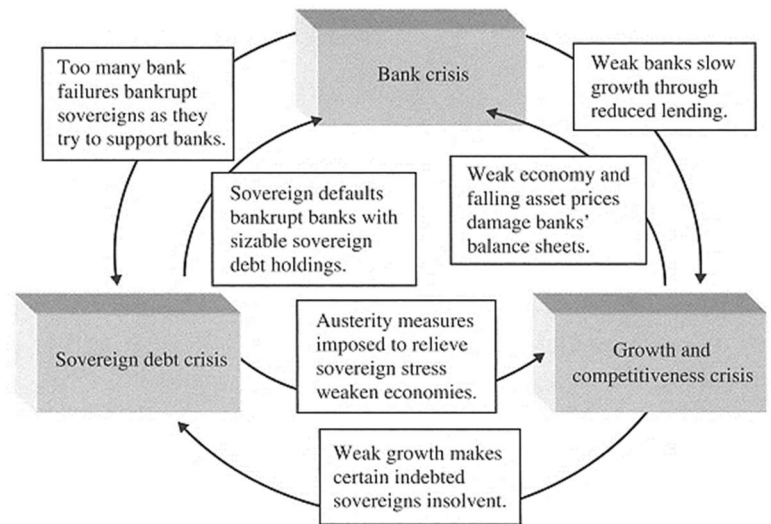 Bank crisis
Too many bank
failures bankrupt
sovereigns as they
try to support banks.
Weak banks slow
growth through
reduced lending.
Sovereign defaults
bankrupt banks with
sizable sovereign
debt holdings.
Weak economy and
falling asset prices
damage banks’
balance sheets.
Sovereign debt crisis
Austerity measures
imposed to relieve
sovereign stress
weaken economies.
Growth and
competitiveness crisis
Weak growth makes
certain indebted
sovereigns insolvent.